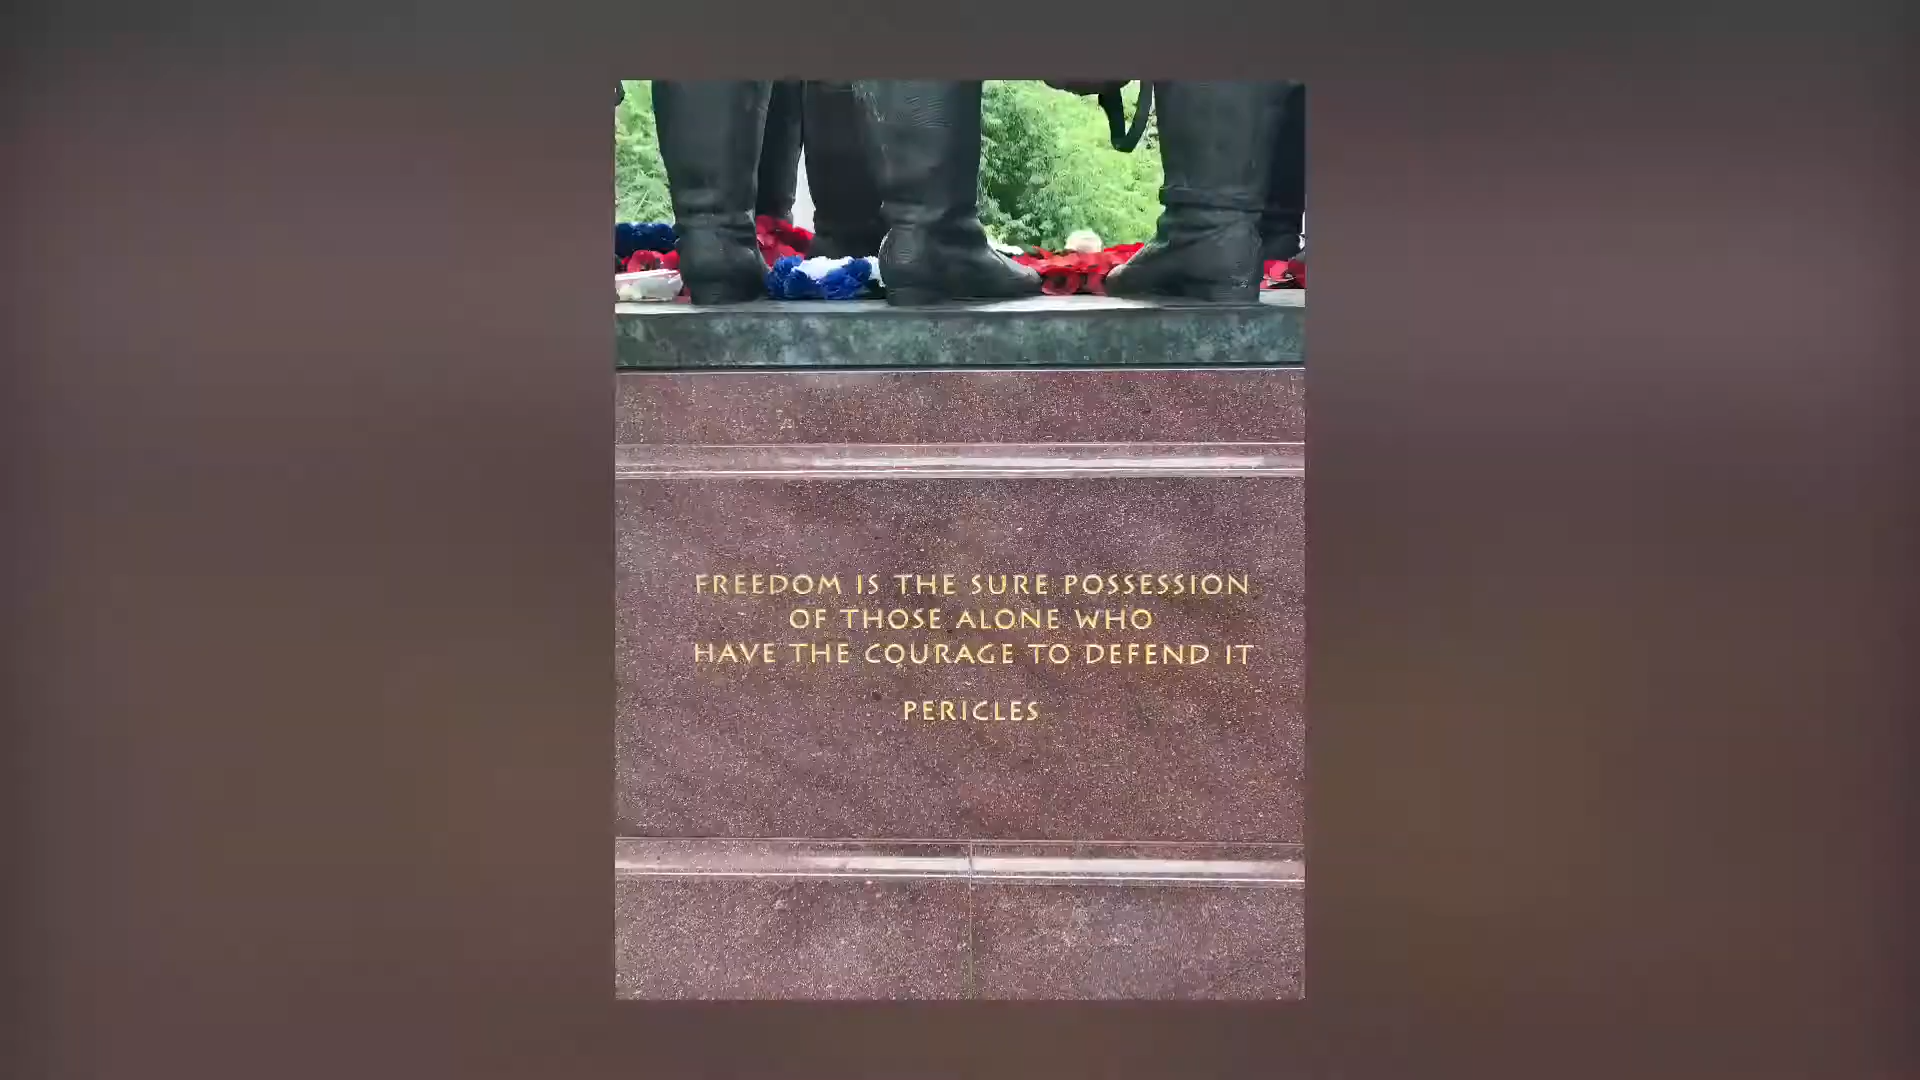 FREEDOM IS THE SURE POSSESSION
OF THOSE ALONE WHO
HAVE THE COURAGE TO DEFEND IT
PERICLES